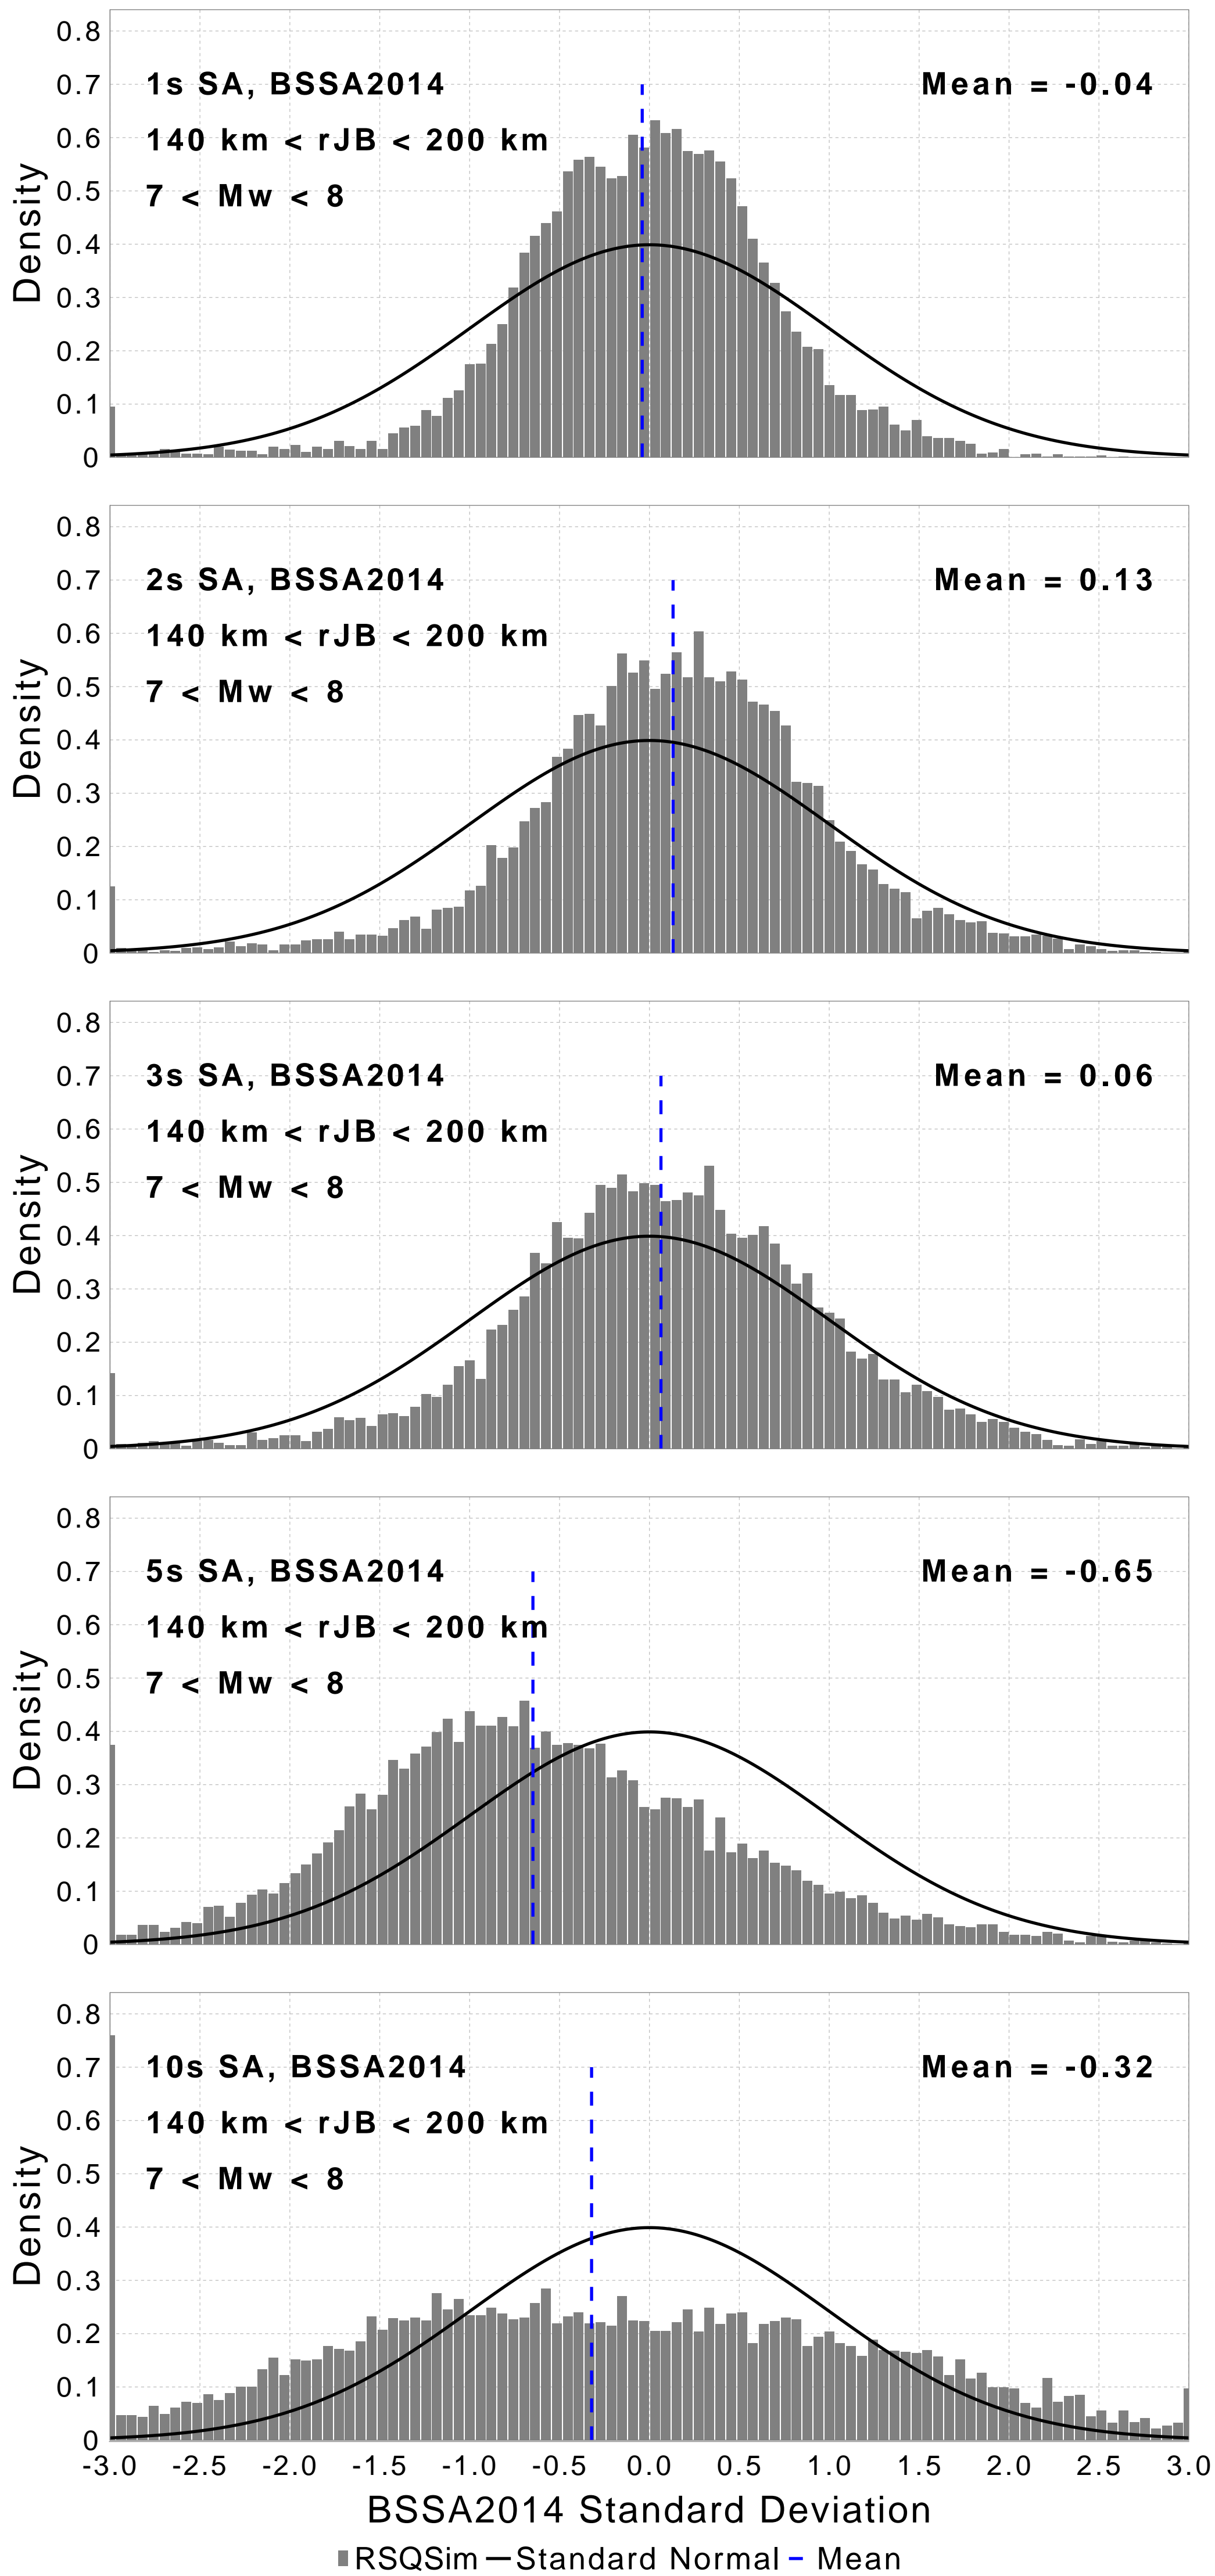 0.8
1s SA, BSSA2014 Mean = -0.04
0.7
140 km < rJB < 200 km
0.6
7 < Mw < 8
0.5
0.4
0.3
0.2
0.1
0
Density
0.8
2s SA, BSSA2014 Mean = 0.13
0.7
140 km < rJB < 200 km
0.6
7 < Mw < 8
0.5
0.4
0.3
0.2
0.1
0
Density
0.8
3s SA, BSSA2014 Mean = 0.06
0.7
140 km < rJB < 200 km
0.6
7 < Mw < 8
0.5
0.4
0.3
0.2
0.1
0
Density
0.8
5s SA, BSSA2014 Mean = -0.65
0.7
140 km < rJB < 200 km
0.6
7 < Mw < 8
0.5
0.4
0.3
0.2
0.1
0
Density
0.8
10s SA, BSSA2014 Mean = -0.32
0.7
140 km < rJB < 200 km
0.6
7 < Mw < 8
0.5
0.4
0.3
0.2
0.1
0
Density
-3.0 -2.5 -2.0 -1.5 -1.0 -0.5 0.0 0.5 1.0 1.5 2.0 2.5 3.0
BSSA2014 Standard Deviation
RSQSim Standard Normal Mean